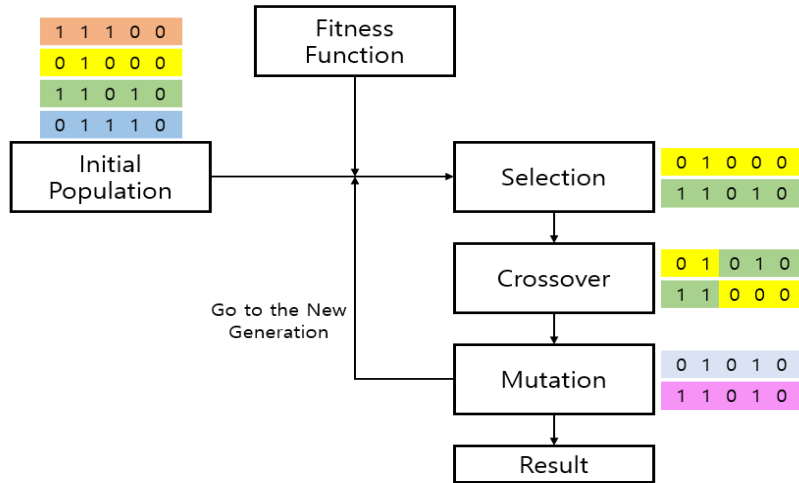 1 1 1 0 0
0 1 0 0 0
1 1 0 1 0
0 1 1 1 0
Initial
Population
Fitness
Function
Selection
0 1 0 0 0
1 1 0 1 0
Crossover
0 1 0 1 0
1 1 0 0 0
Go to the New
Generation
Mutation
0 1 0 1 0
1 1 0 1 0
Result